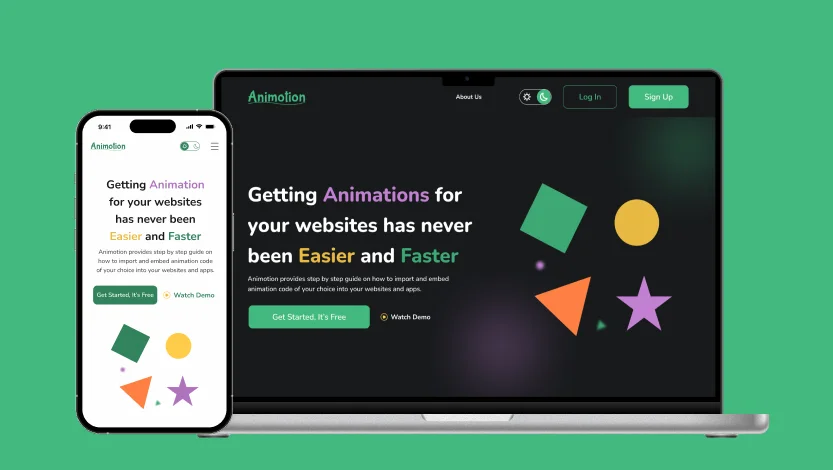 Animotion
About Us
Log In
Sign Up
Getting Animations for
your websites has never
been Easier and Faster
Animation provides step by step guide on how to import and embed
animation code of your choice into your websites and apps.
Get Started, It's Free
Watch Demo
9:41
Animotion
Getting Animation
for your websites
has never been
Easier and Faster
Animation provides step by step guide on
how to import and embed animation code
of your choice into your websites and apps.
Get Started, It's Free
Watch Demo